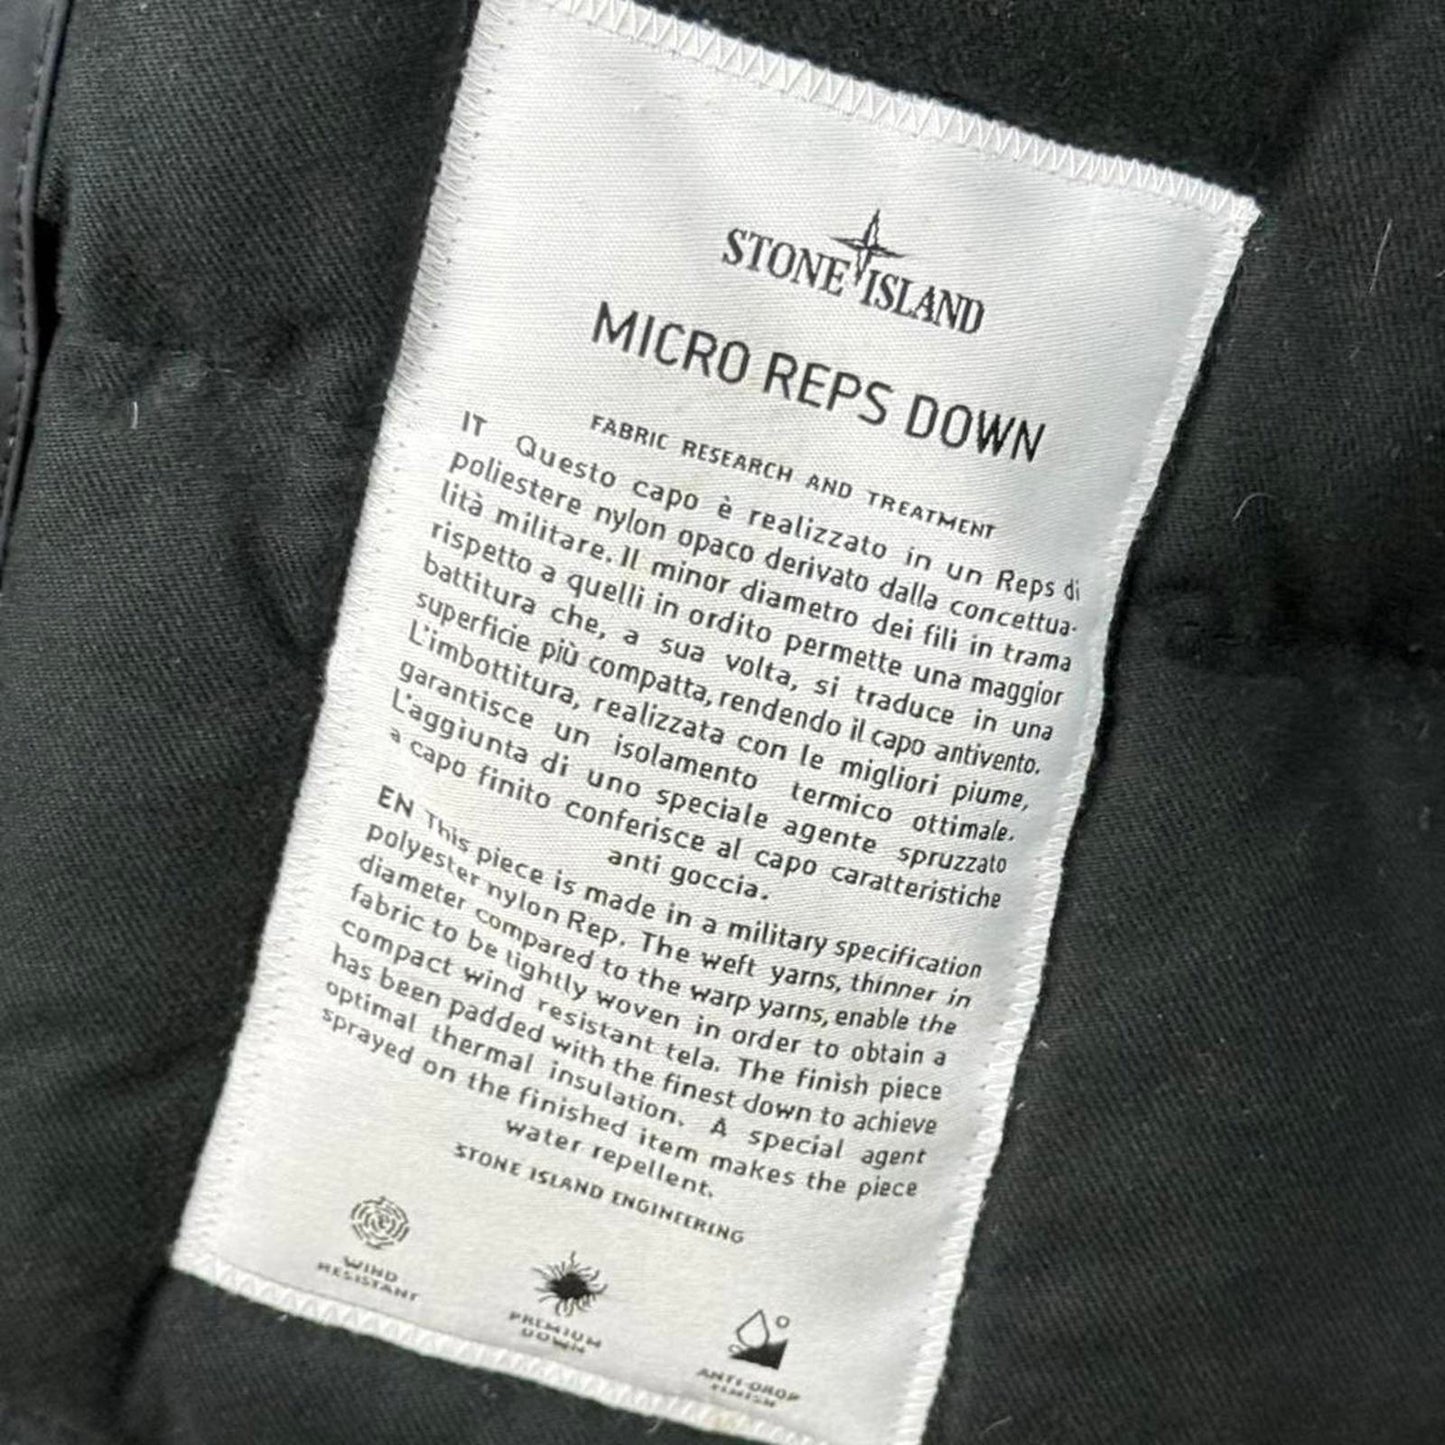 STONE ISLAND
MICRO REPS DOWN
FABRIC RESEARCH AND TREATMENT
IT Questo capo è realizzato in un Reps di
poliestere nylon opaco derivato dalla concettua-
lità militare. Il minor diametro dei fili in trama
rispetto a quelli in ordito permette una maggior
battitura che, a sua volta, si traduce in una
superficie più compatta, rendendo il capo antivento.
L'imbottitura, realizzata con le migliori piume,
garantisce un isolamento termico ottimale.
L'aggiunta di uno speciale agente spruzzato
a capo finito conferisce al capo caratteristiche
anti goccia.
EN This piece is made in a military specification
polyester nylon Rep. The weft yarns, thinner in
diameter compared to the warp yarns, enable the
fabric to be tightly woven in order to obtain a
compact wind resistant tela. The finish piece
has been padded with the finest down to achieve
optimal thermal insulation. A special agent
sprayed on the finished item makes the piece
water repellent.
STONE ISLAND ENGINEERING
WIND
RESISTANT
PREMIUM
DOWN
ANTI-DROP
FINISH